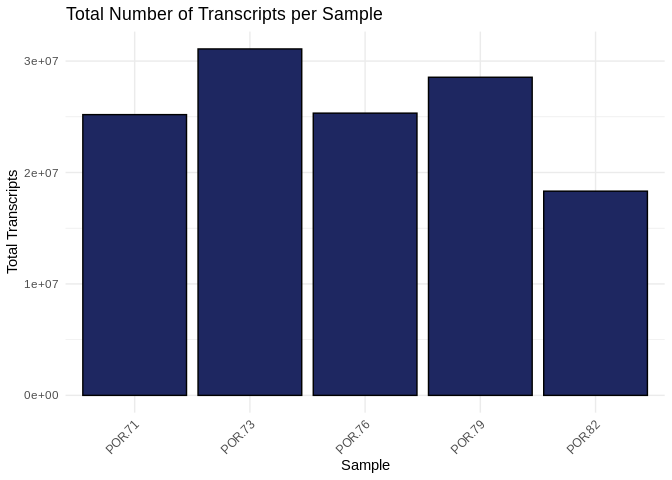 Total Number of Transcripts per Sample
Total Transcripts
3e+07
2e+07
1e+07
0e+00
POR.71
POR.73
POR.76
POR.79
POR.82
Sample